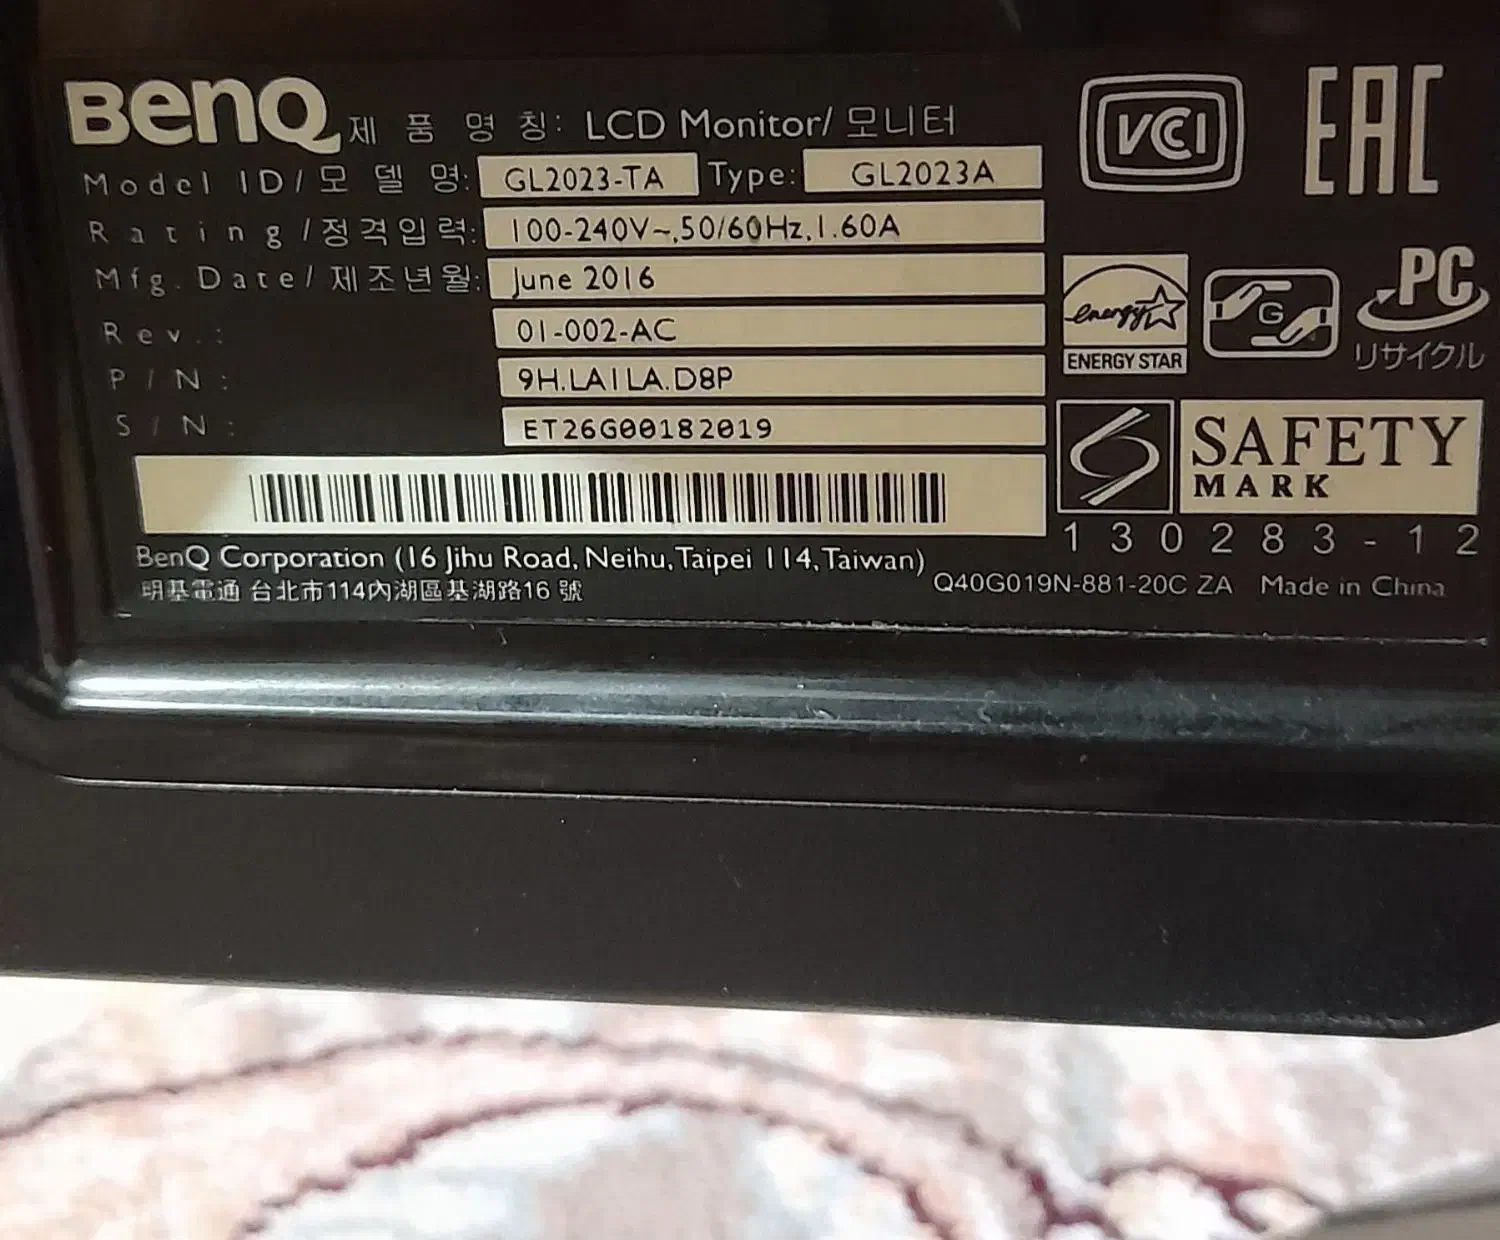 BenQ 제 품 명 칭: LCD Monitor/ 모니터
Model ID/모 델 명: GL2023-TA Type: GL2023A
Rating/정격입력: 100-240V~,50/60Hz,1.60A
Mfg. Date/제조년월: June 2016
Rev.: 01-002-AC
P/N: 9H.LA1LA.D8P
S/N: ET26G00182019
VCCI
EAC
energy
ENERGY STAR
G
PC
リサイクル
SAFETY
MARK
130283-12
BenQ Corporation (16 Jihu Road, Neihu, Taipei 114, Taiwan)
明基電通 台北市114內湖區基湖路16 號
Q40G019N-881-20C ZA Made in China